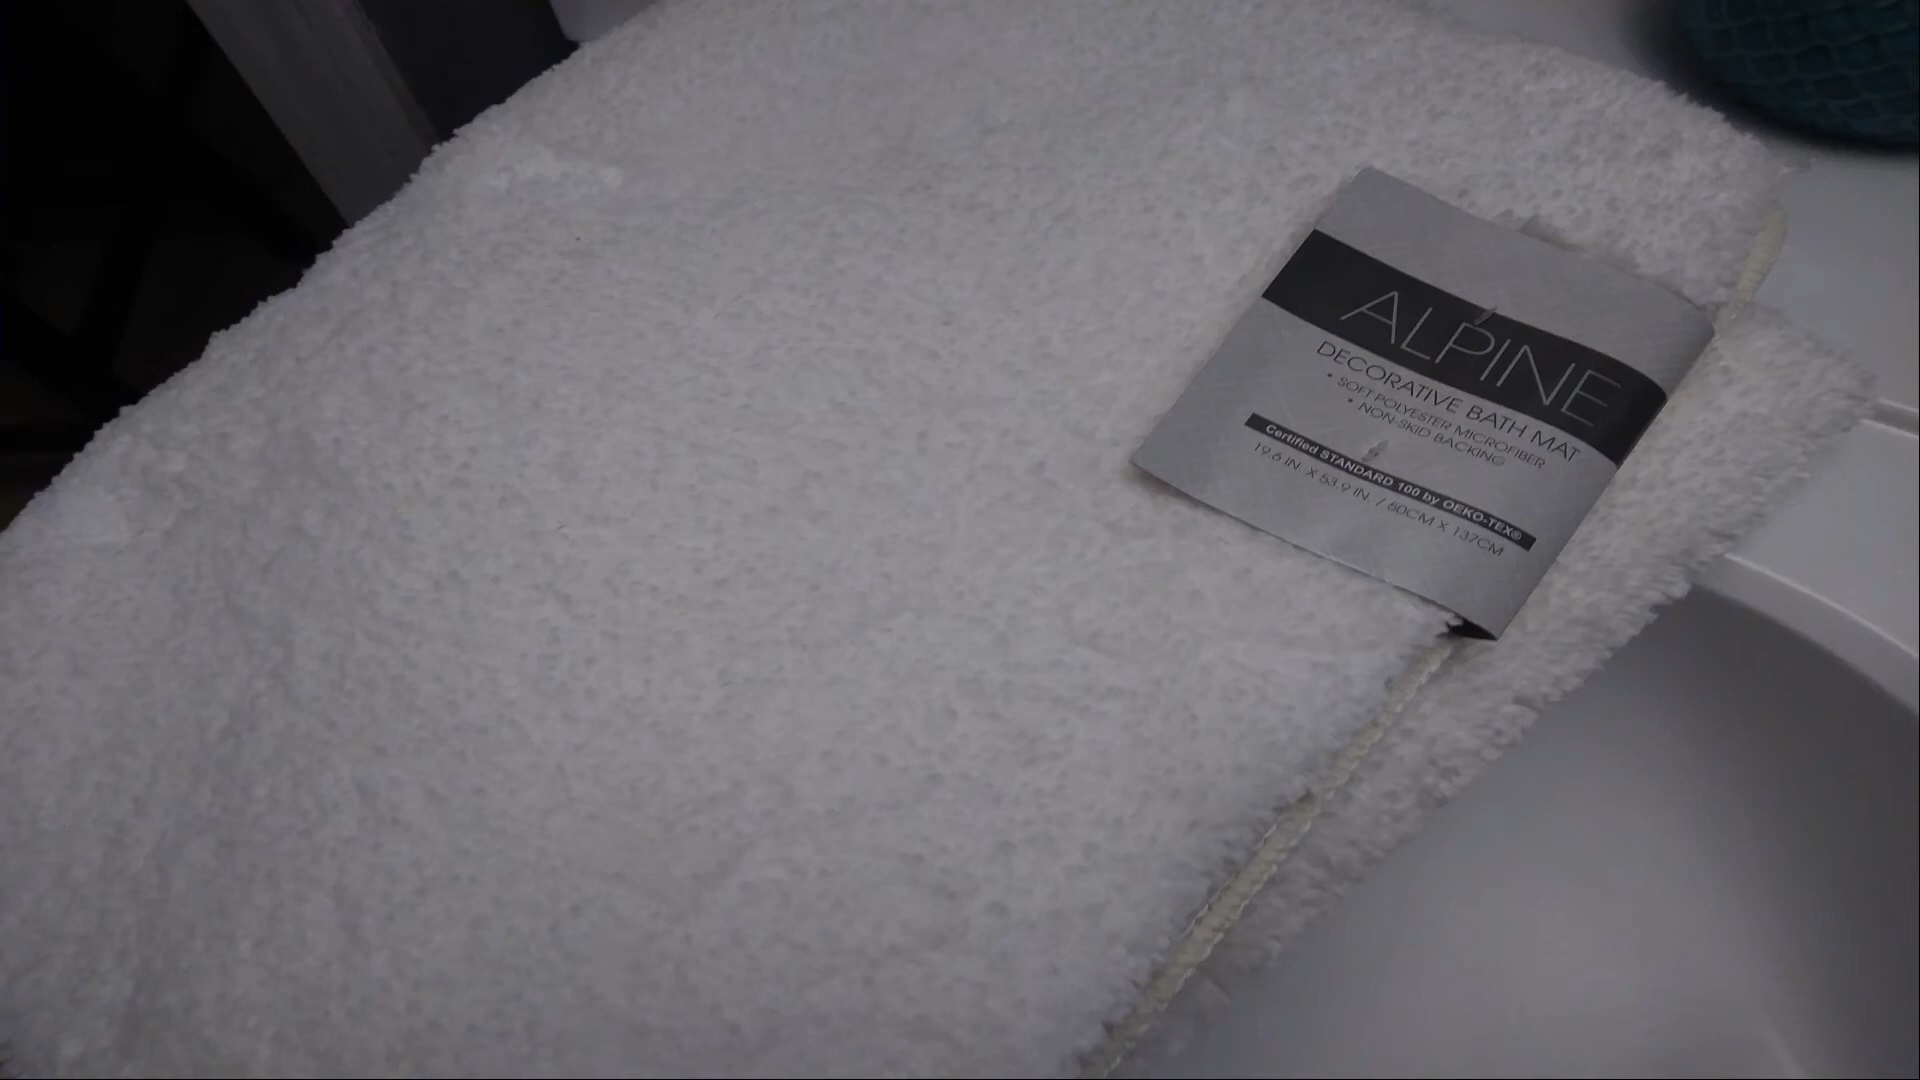 ALPINE
DECORATIVE BATH MAT
• SOFT POLYESTER MICROFIBER
• NON-SKID BACKING
Certified STANDARD 100 by OEKO-TEX®
19.6 IN. X 53.9 IN. / 50CM X 137CM